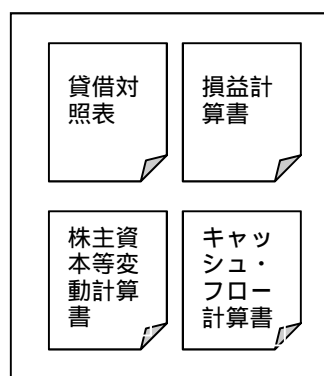 貸借対
照表
損益計
算書
株主資
本等変
動計算
書
キャッ
シュ・
フロー
計算書